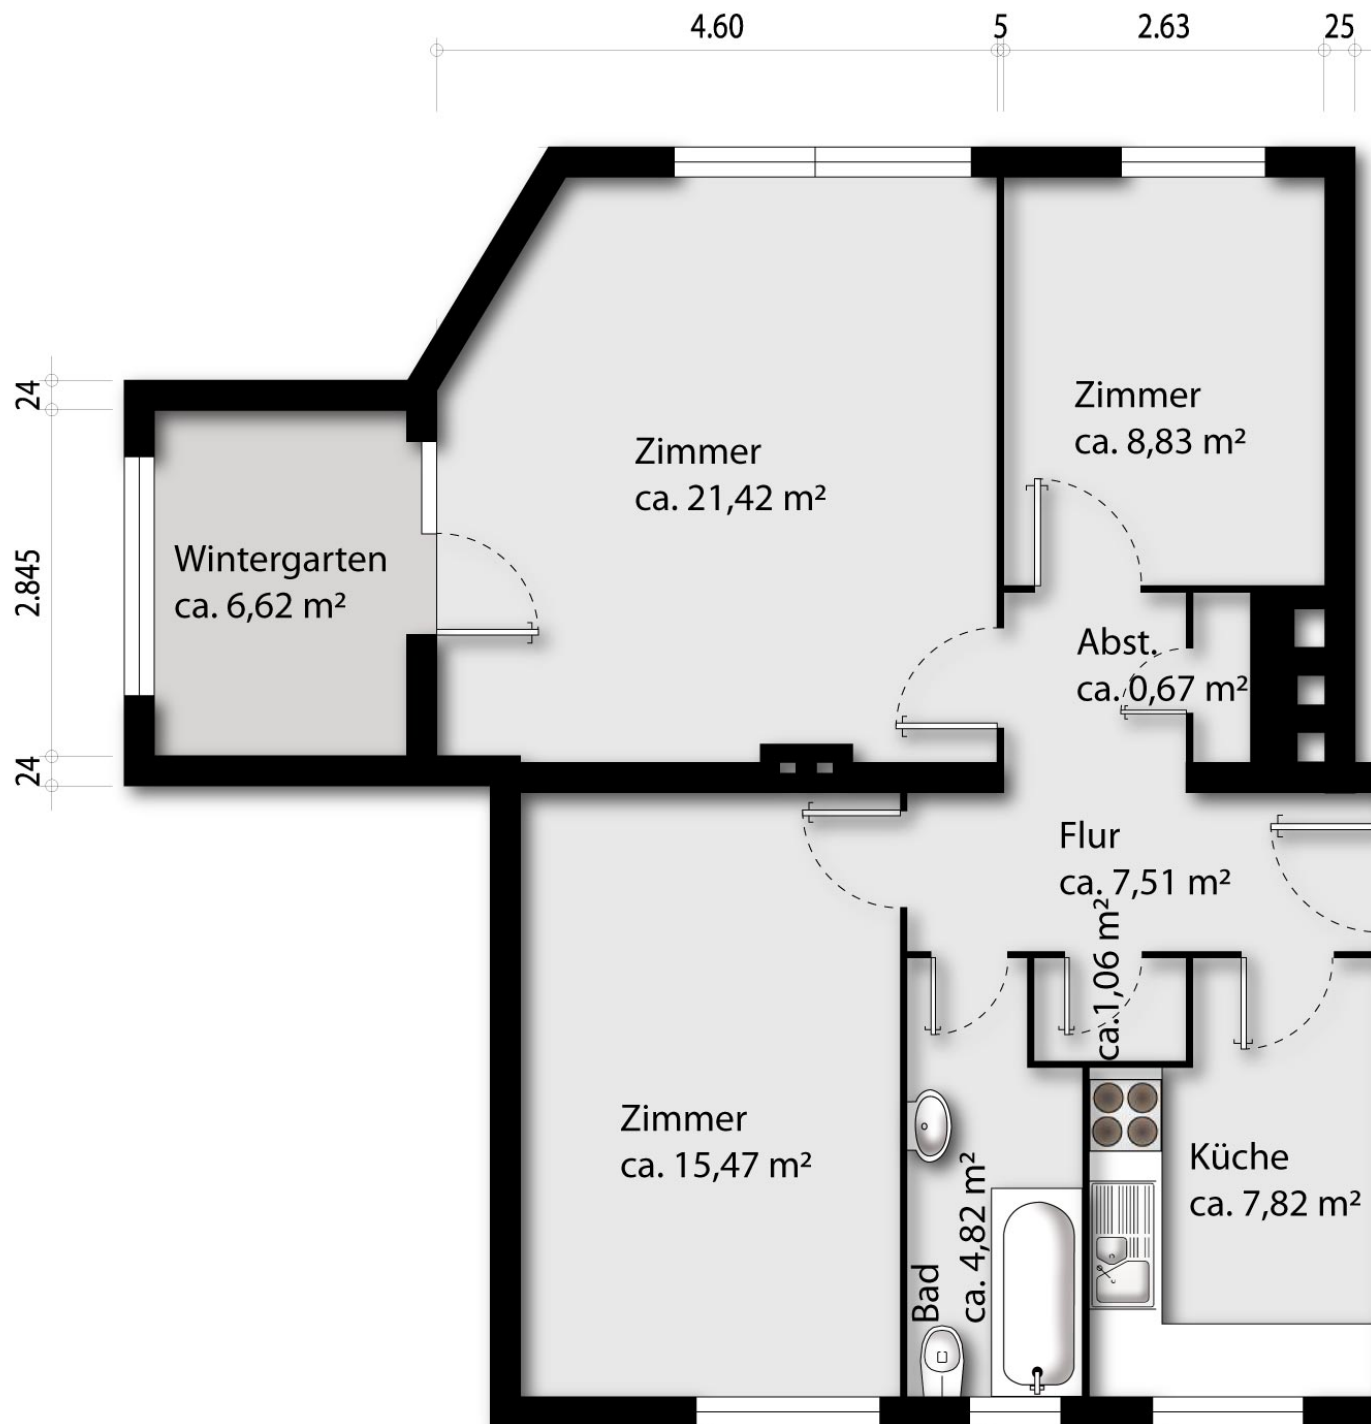 4.60
5
2.63
25
24
2.845
24
Zimmer
ca. 8,83 m²
Zimmer
ca. 21,42 m²
Wintergarten
ca. 6,62 m²
Abst.
ca. 0,67 m²
Flur
ca. 7,51 m²
ca.1,06 m²
Zimmer
ca. 15,47 m²
Küche
ca. 7,82 m²
Bad
ca. 4,82 m²